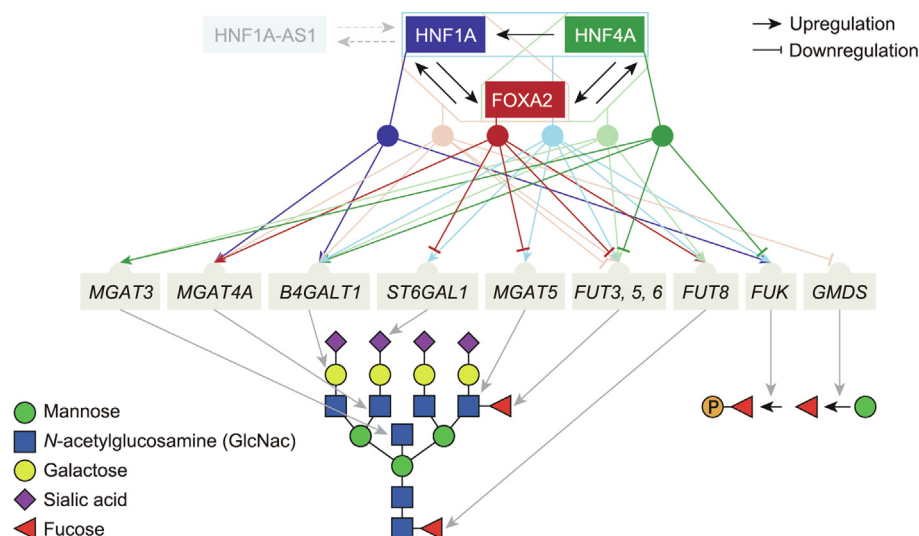 HNF1A-AS1
HNF1A
HNF4A
Upregulation
Downregulation
FOXA2
MGAT3
MGAT4A
B4GALT1
ST6GAL1
MGAT5
FUT3, 5, 6
FUT8
FUK
GMDS
Mannose
N-acetylglucosamine (GlcNac)
Galactose
Sialic acid
Fucose
P